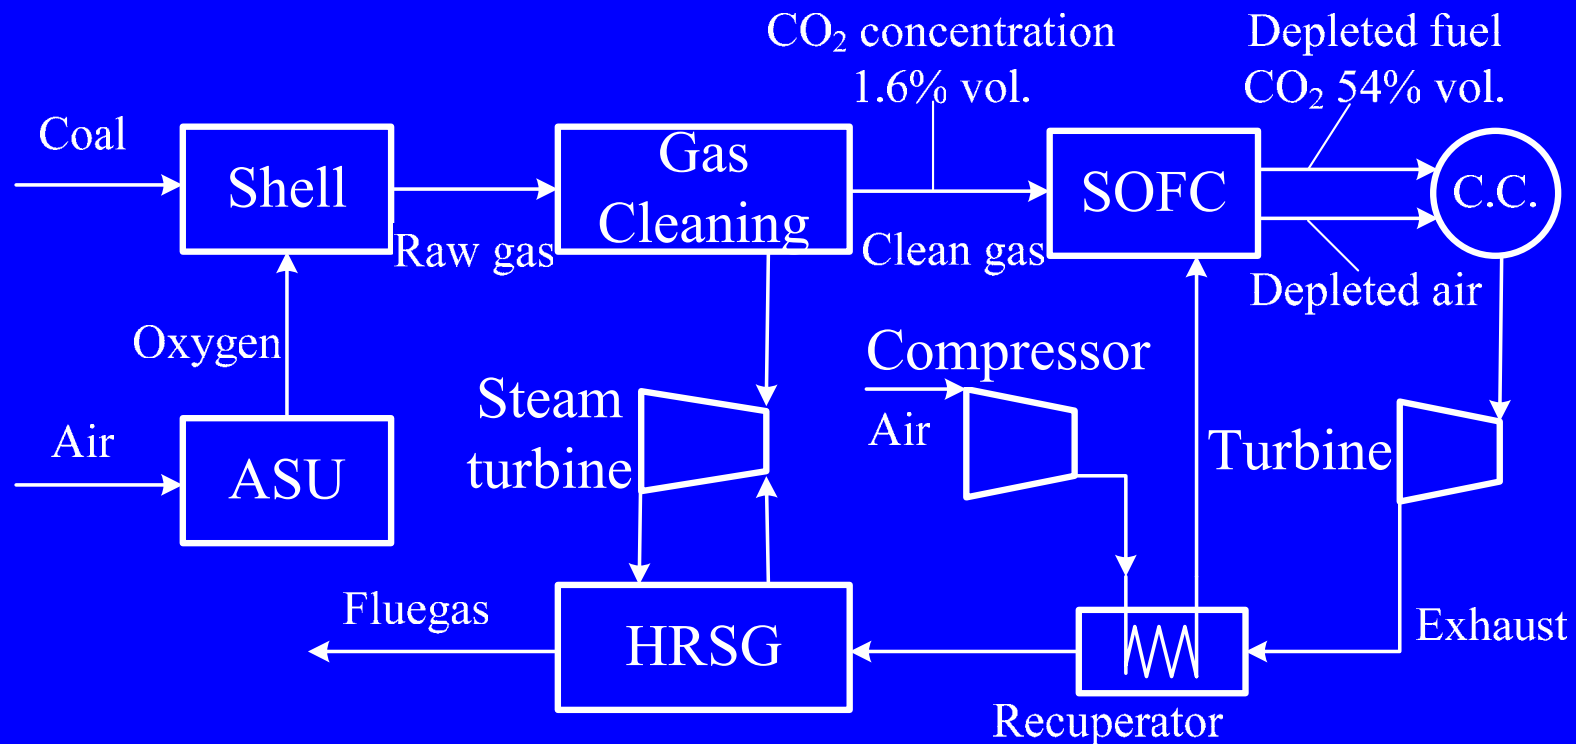 CO₂ concentration
1.6% vol.
Depleted fuel
CO₂ 54% vol.
Coal
Shell
Raw gas
Gas
Cleaning
Clean gas
SOFC
C.C.
Depleted air
Oxygen
Air
ASU
Steam
turbine
Compressor
Air
Turbine
Fluegas
HRSG
Recuperator
Exhaust